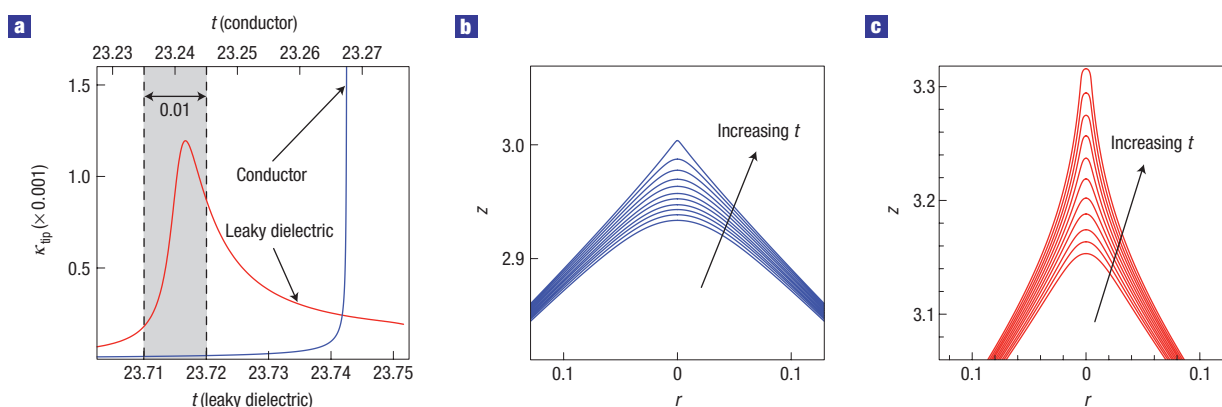 a
t (conductor)
23.23 23.24 23.25 23.26 23.27
1.5
1.0
0.5
κtip (× 0.001)
0.01
Conductor
Leaky dielectric
23.71 23.72 23.73 23.74 23.75
t (leaky dielectric)
b
3.0
2.9
z
Increasing t
0.1 0 0.1
r
c
3.3
3.2
3.1
z
Increasing t
0.1 0 0.1
r